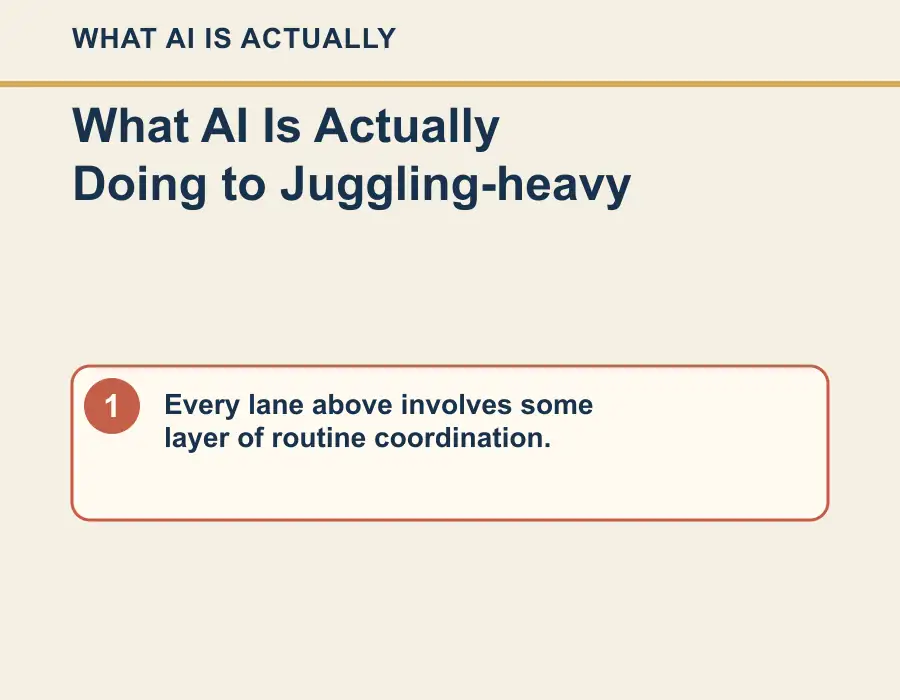 WHAT AI IS ACTUALLY
What AI Is Actually
Doing to Juggling-heavy
1
Every lane above involves some
layer of routine coordination.